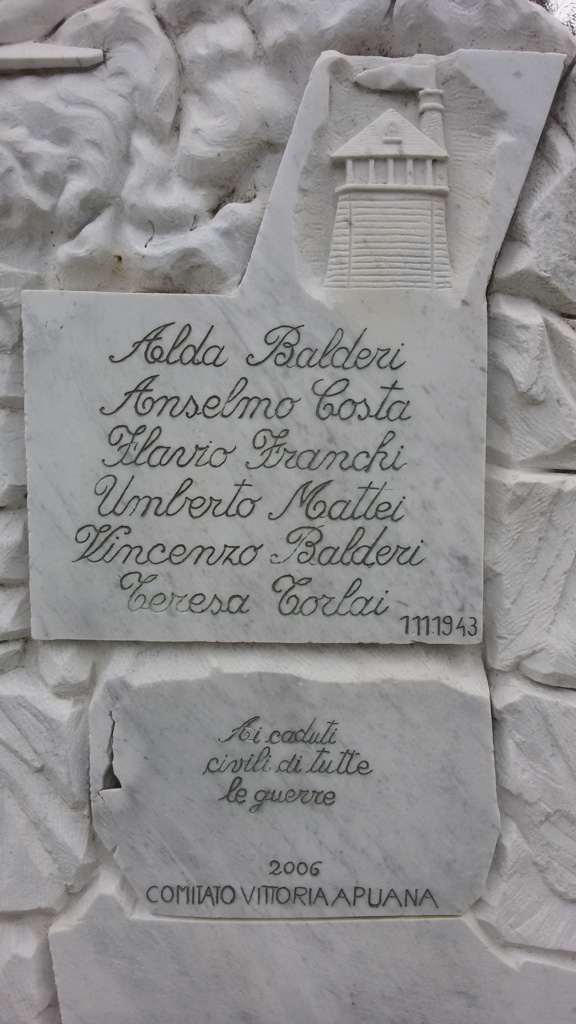 Alda Balderi
Anselmo Costa
Flavio Franchi
Umberto Mattei
Vincenzo Balderi
Teresa Torlai
1.11.1943
Ai caduti
civili di tutte
le guerre
2006
COMITATO VITTORIA APUANA